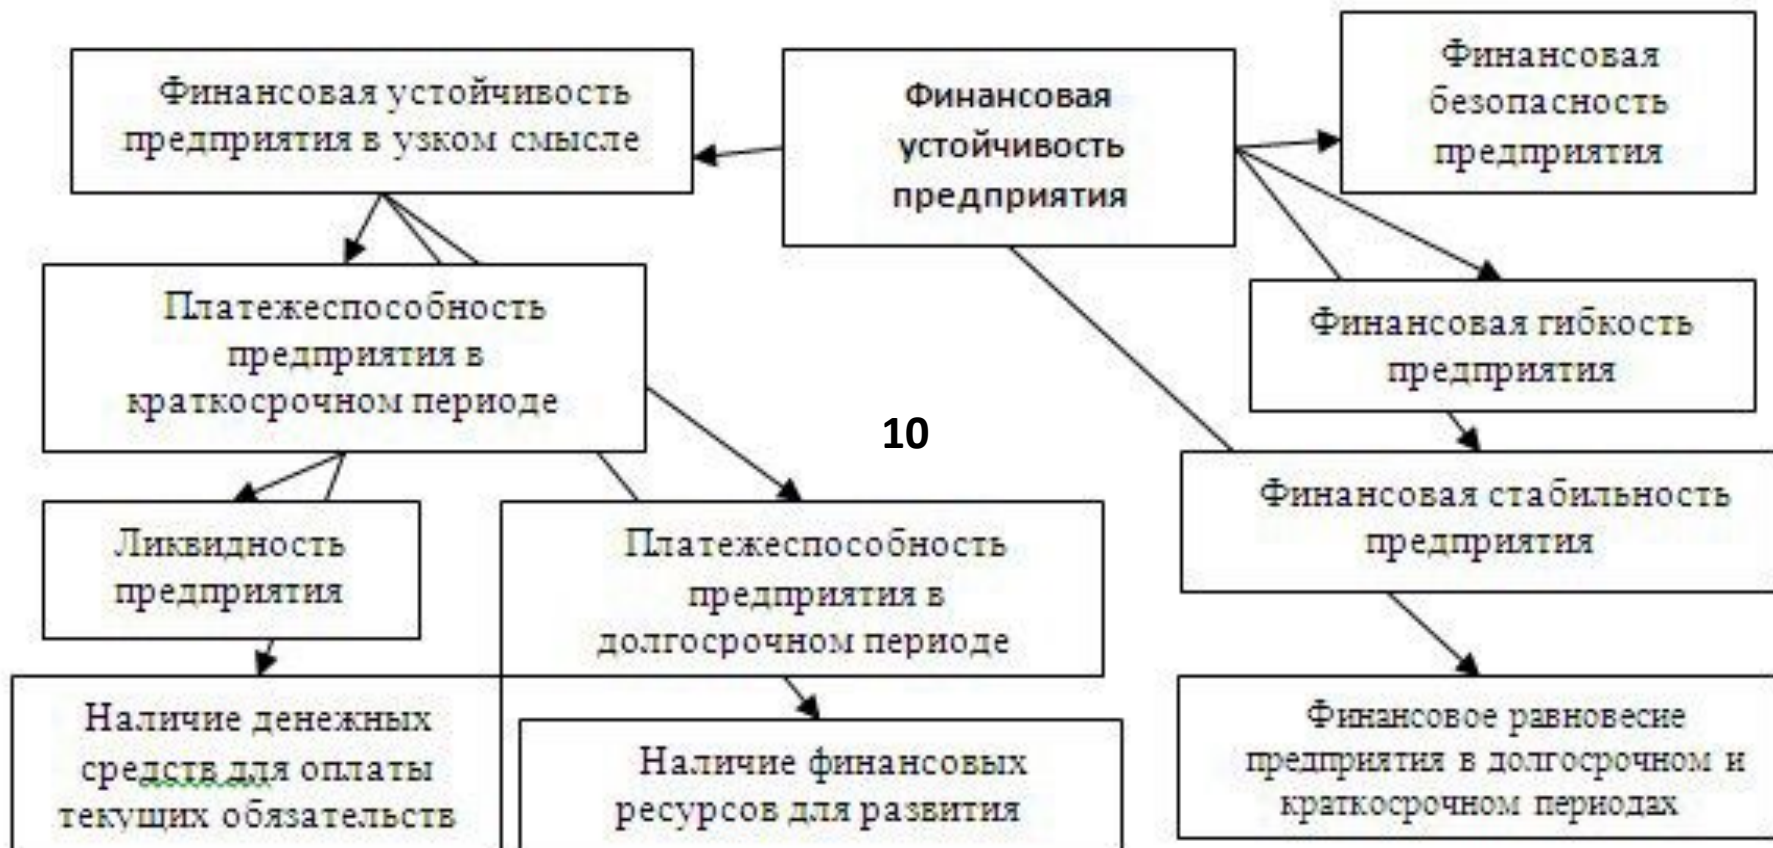 Финансовая устойчивость
предприятия в узком смысле
Финансовая
устойчивость
предприятия
Финансовая
безопасность
предприятия
Платежеспособность
предприятия в
краткосрочном периоде
Финансовая гибкость
предприятия
10
Финансовая стабильность
предприятия
Ликвидность
предприятия
Платежеспособность
предприятия в
долгосрочном периоде
Наличие денежных
средств для оплаты
текущих обязательств
Наличие финансовых
ресурсов для развития
Финансовое равновесие
предприятия в долгосрочном и
краткосрочном периодах